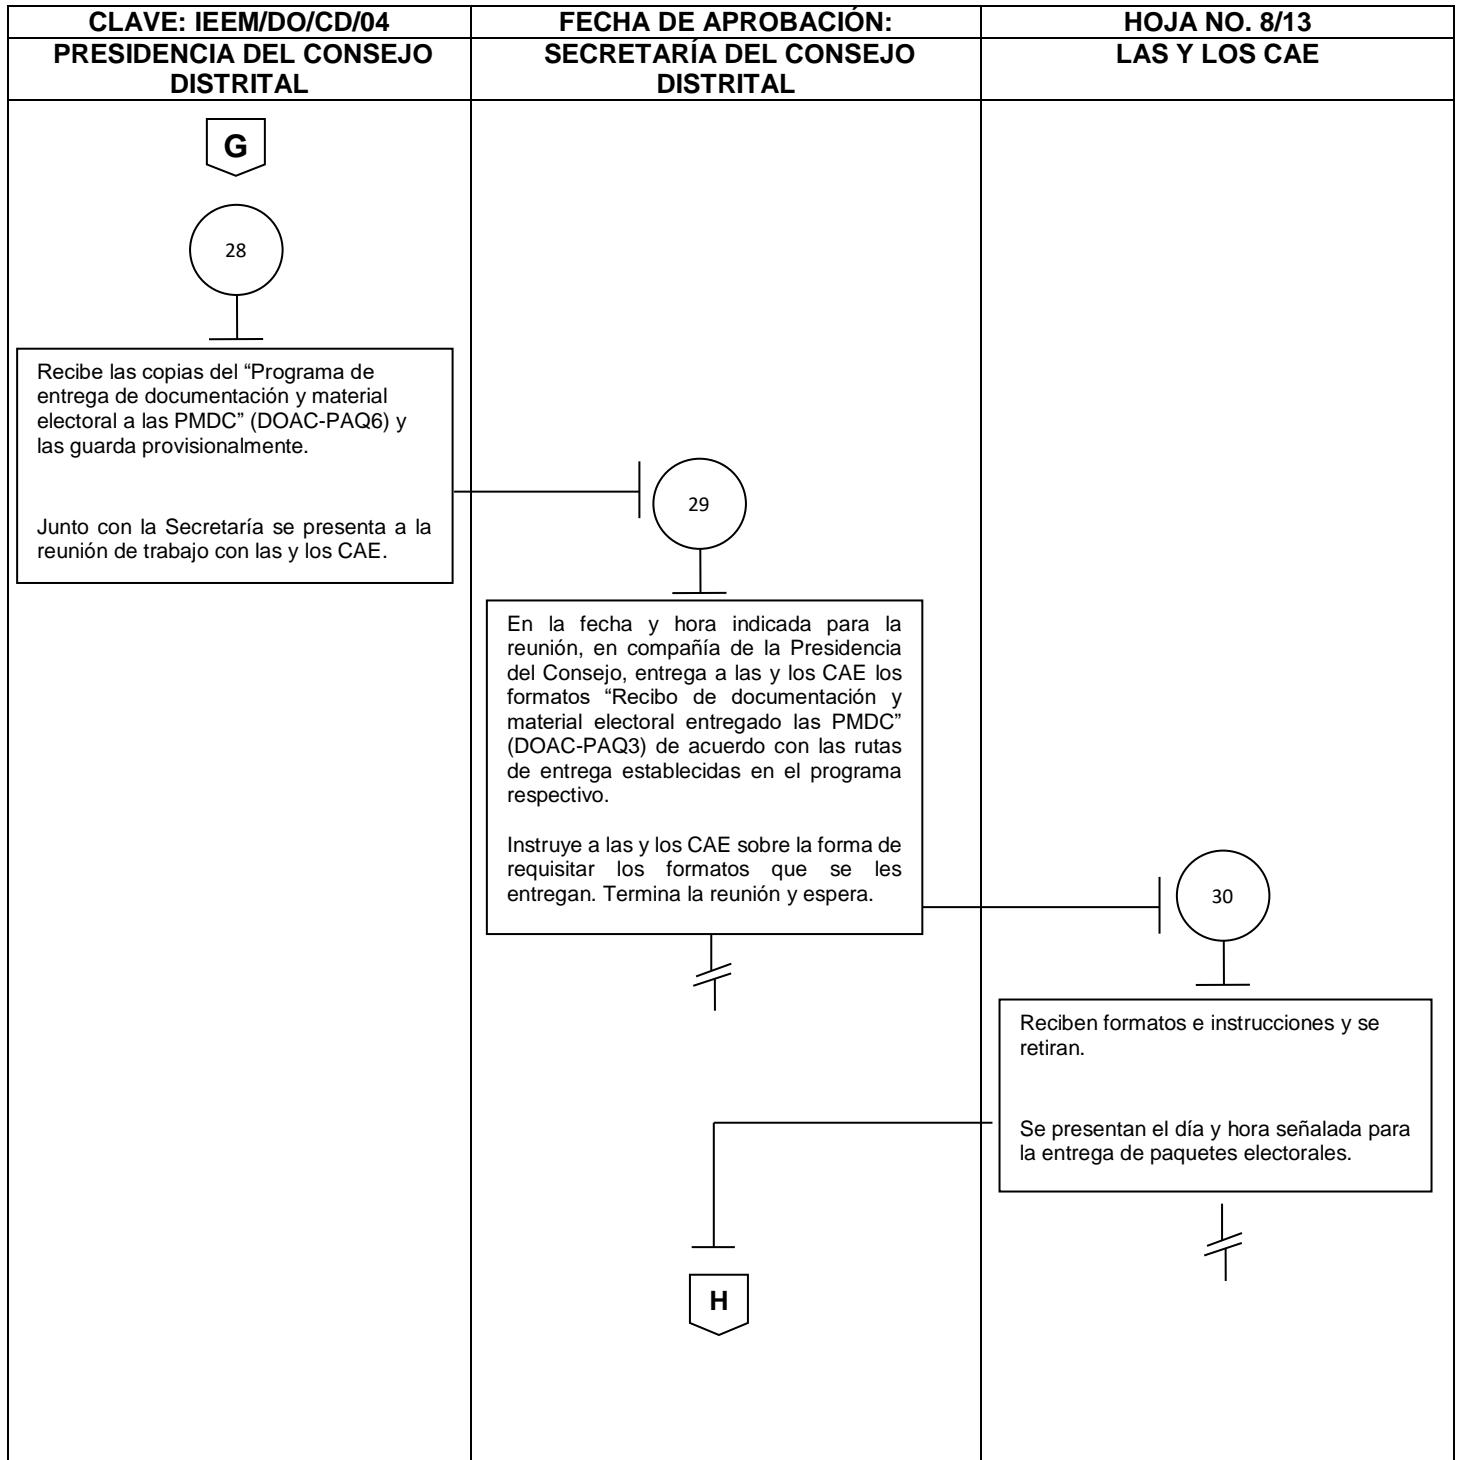 CLAVE: IEEM/DO/CD/04
FECHA DE APROBACIÓN:
HOJA NO. 8/13
PRESIDENCIA DEL CONSEJO
DISTRITAL
SECRETARÍA DEL CONSEJO
DISTRITAL
LAS Y LOS CAE
G
28
Recibe las copias del “Programa de
entrega de documentación y material
electoral a las PMDC” (DOAC-PAQ6) y
las guarda provisionalmente.
Junto con la Secretaría se presenta a la
reunión de trabajo con las y los CAE.
29
En la fecha y hora indicada para la
reunión, en compañía de la Presidencia
del Consejo, entrega a las y los CAE los
formatos “Recibo de documentación y
material electoral entregado las PMDC”
(DOAC-PAQ3) de acuerdo con las rutas
de entrega establecidas en el programa
respectivo.
Instruye a las y los CAE sobre la forma de
requisitar los formatos que se les
entregan. Termina la reunión y espera.
30
Reciben formatos e instrucciones y se
retiran.
Se presentan el día y hora señalada para
la entrega de paquetes electorales.
H